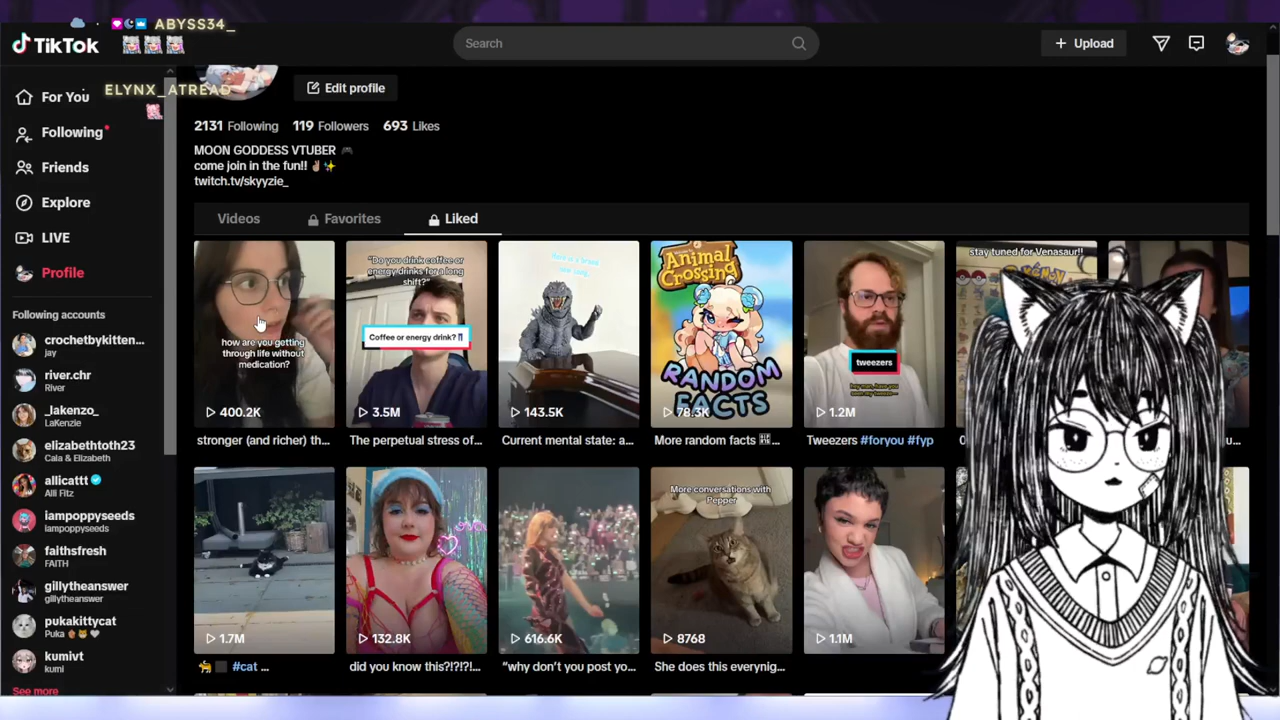 ABYSS34_
TikTok
Search
+ Upload
For You
ELYNX_ATREAD
Following
Friends
Explore
LIVE
Profile
Following accounts
crochetbykitten...
jay
river.chr
River
_lakenzo_
LaKenzie
elizabethtoth23
Cala & Elizabeth
allicattt
Alli Fitz
iampoppyseeds
iampoppyseeds
faithsfresh
FAITH
gillytheanswer
gillytheanswer
pukakittycat
Puka
kumivt
kumi
See more
Edit profile
2131 Following 119 Followers 693 Likes
MOON GODDESS VTUBER 🎮
come join in the fun!! ✌🏼✨
twitch.tv/skyyzie_
Videos Favorites Liked
how are you getting
through life without
medication?
400.2K
stronger (and richer) th...
"Do you drink coffee or
energy drinks for a long
shift?"
Coffee or energy drink?
3.5M
The perpetual stress of...
143.5K
Current mental state: a...
Animal
Crossing
RANDOM
FACTS
78.3K
More random facts
tweezers
1.2M
Tweezers #foryou #fyp
stay tuned for Venasaur!!
1.7M
🐈 #cat ...
132.8K
did you know this?!?!?!...
616.6K
"why don't you post yo...
More conversations with
Pepper
8768
She does this everynig...
1.1M